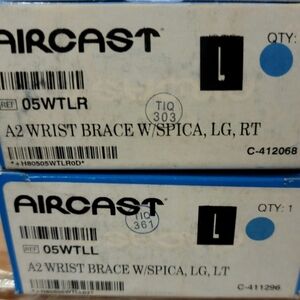 AIRCAST
L
QTY:
REF 05WTLR
TIQ
303
A2 WRIST BRACE W/SPICA, LG, RT
*+H80505WTLR0D*
C-412068
AIRCAST
L
QTY: 1
TIQ
361
REF 05WTLL
A2 WRIST BRACE W/SPICA, LG, LT
C-411296